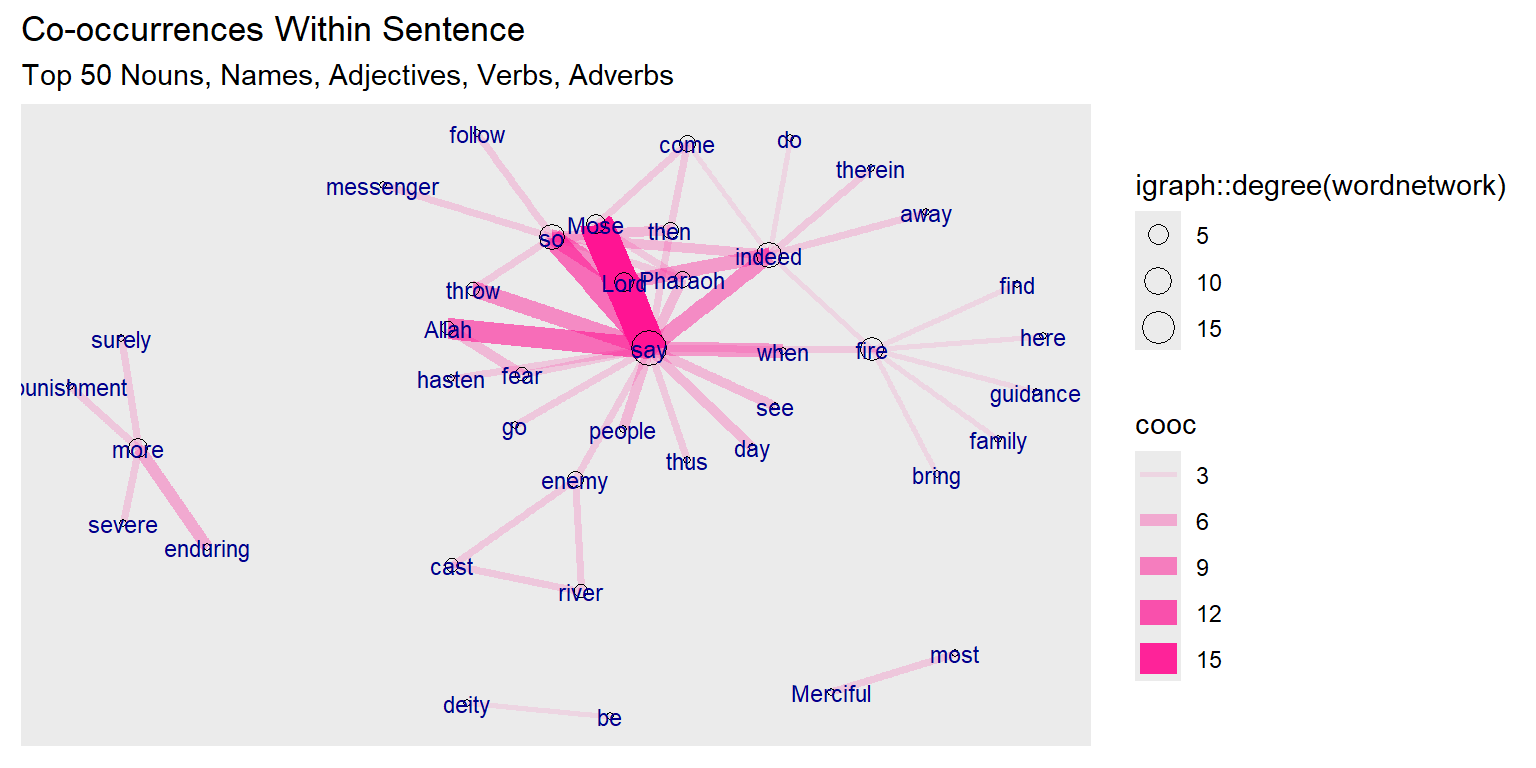 Co-occurrences Within Sentence
Top 50 Nouns, Names, Adjectives, Verbs, Adverbs
follow
come
do
therein
messenger
away
Mose
then
so
indeed
Lord
Pharaoh
throw
find
Allah
surely
here
say
when
fire
hasten
fear
ounishment
guidance
see
go
people
family
more
day
thus
bring
enemy
severe
enduring
cast
river
most
Merciful
deity
be
igraph::degree(wordnetwork)
5
10
15
cooc
3
6
9
12
15